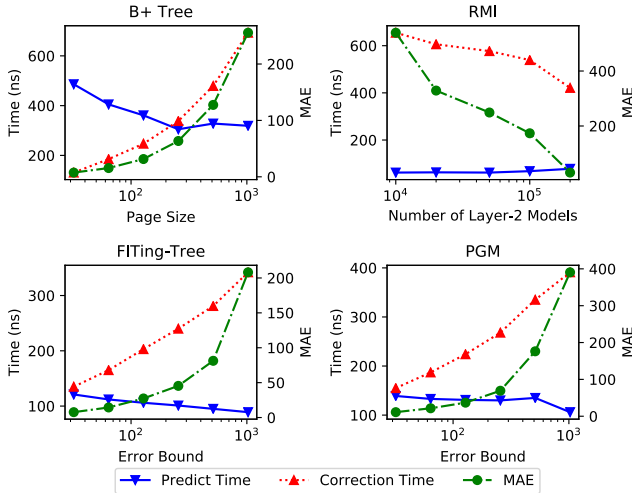 B+ Tree
RMI
600
400
200
Time (ns)
200
100
0
MAE
10²
10³
Page Size
600
400
200
Time (ns)
400
200
MAE
10⁴
10⁵
Number of Layer-2 Models
FITing-Tree
PGM
300
200
100
Time (ns)
200
150
100
50
0
MAE
10²
10³
Error Bound
400
300
200
100
Time (ns)
400
300
200
100
0
MAE
10²
10³
Error Bound
Predict Time
Correction Time
MAE